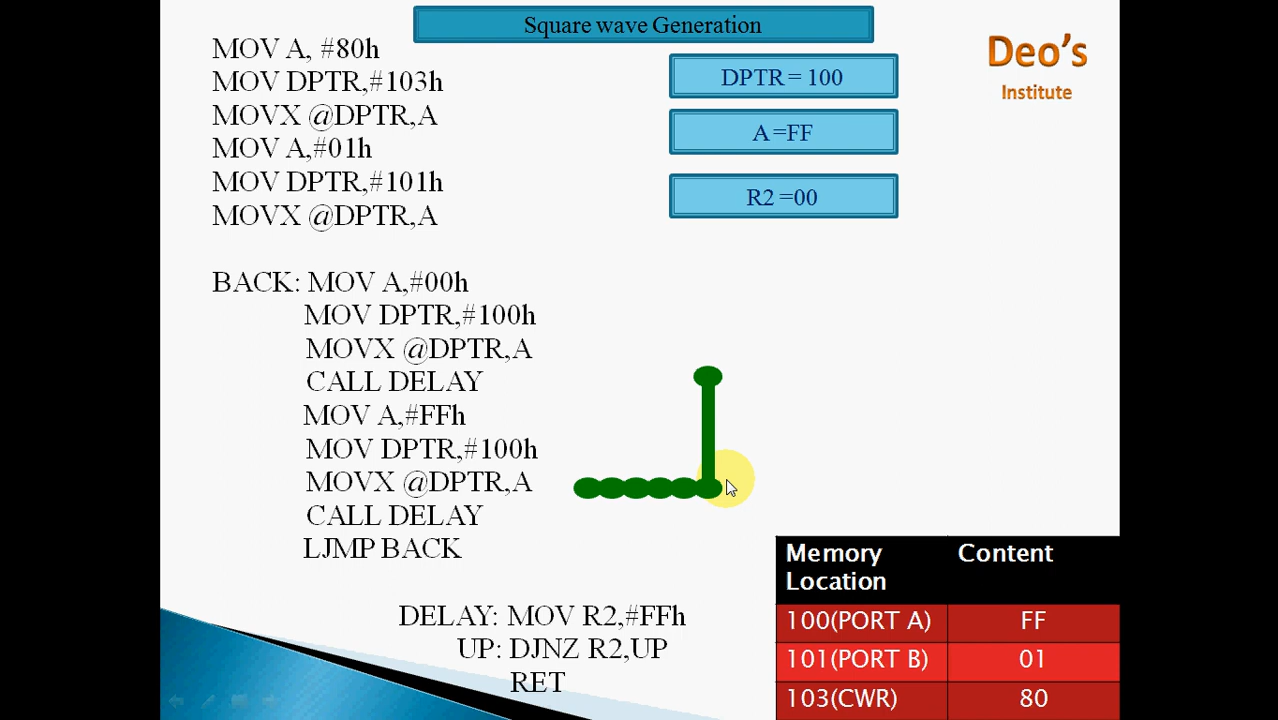 Square wave Generation
Deo's
Institute
MOV A, #80h
MOV DPTR,#103h
MOVX @DPTR,A
MOV A,#01h
MOV DPTR,#101h
MOVX @DPTR,A
DPTR = 100
A =FF
R2 =00
BACK: MOV A,#00h
MOV DPTR,#100h
MOVX @DPTR,A
CALL DELAY
MOV A,#FFh
MOV DPTR,#100h
MOVX @DPTR,A
CALL DELAY
LJMP BACK
DELAY: MOV R2,#FFh
UP: DJNZ R2,UP
RET
Memory Content
Location
100(PORT A) FF
101(PORT B) 01
103(CWR) 80